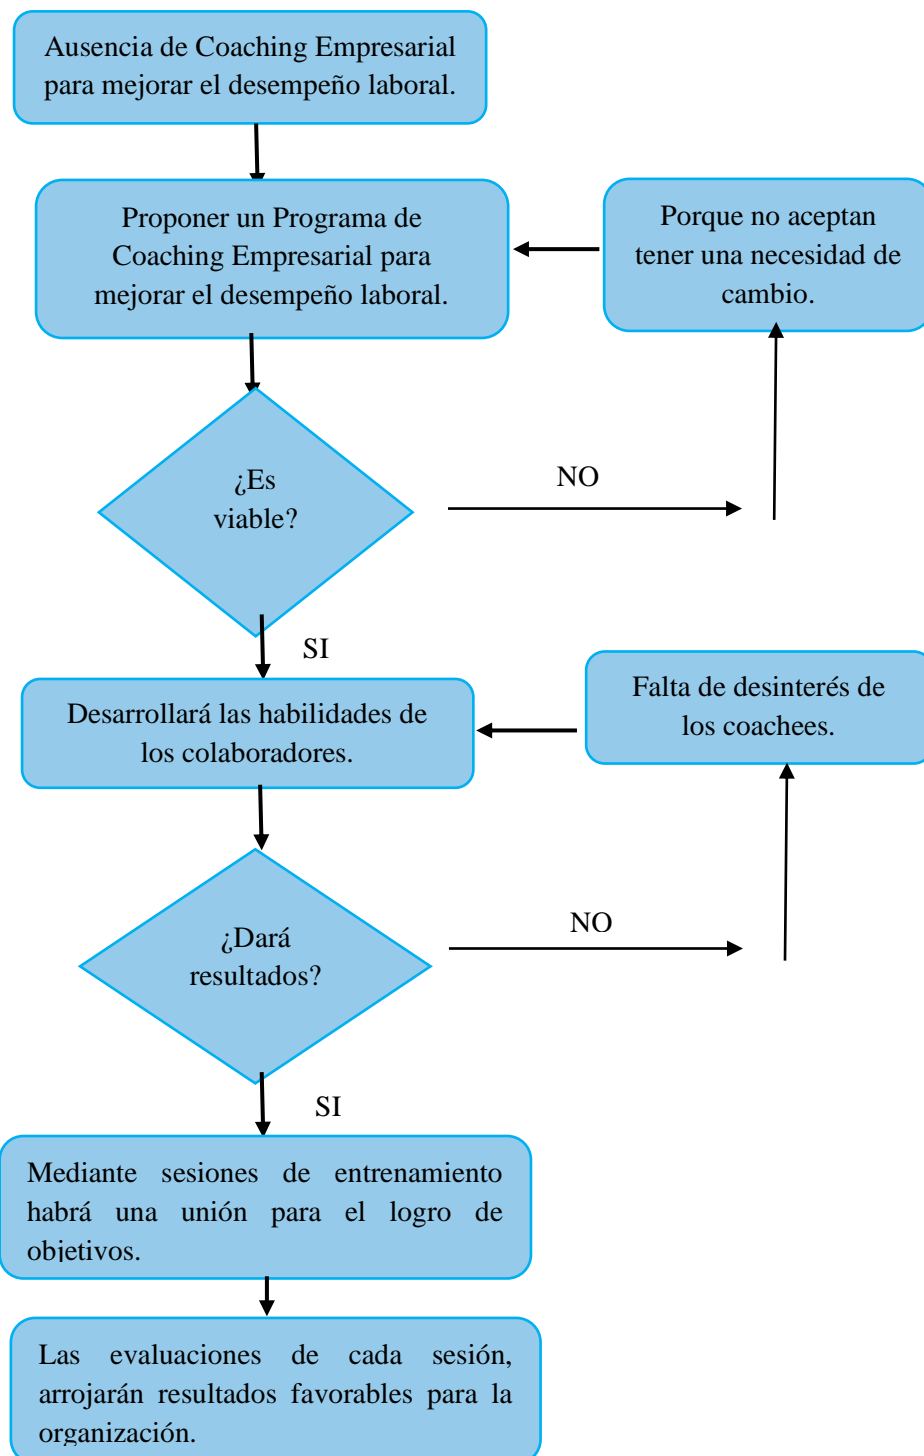 Ausencia de Coaching Empresarial
para mejorar el desempeño laboral.
Proponer un Programa de
Coaching Empresarial para
mejorar el desempeño laboral.
Porque no aceptan
tener una necesidad de
cambio.
¿Es
viable?
NO
SI
Desarrollará las habilidades de
los colaboradores.
Falta de desinterés de
los coachees.
¿Dará
resultados?
NO
SI
Mediante sesiones de entrenamiento
habrá una unión para el logro de
objetivos.
Las evaluaciones de cada sesión,
arrojarán resultados favorables para la
organización.